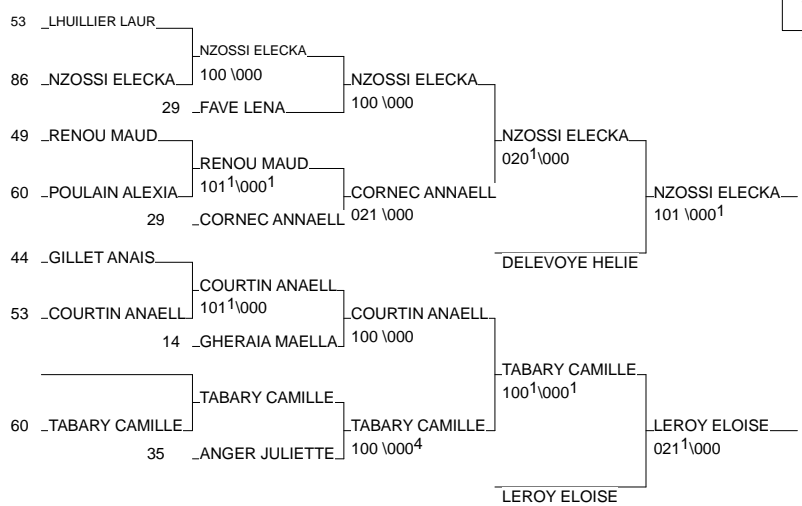 53 LHUILLIER LAUR
NZOSSI ELECKA
100 \000
86 NZOSSI ELECKA
NZOSSI ELECKA
100 \000
29 FAVE LENA
49 RENOU MAUD
NZOSSI ELECKA
020¹\000
RENOU MAUD
101¹\000¹
60 POULAIN ALEXIA
CORNEC ANNAELL
021 \000
NZOSSI ELECKA
101 \000¹
29 CORNEC ANNAELL
44 GILLET ANAIS
DELEVOYE HELIE
COURTIN ANAELL
101¹\000
53 COURTIN ANAELL
COURTIN ANAELL
100 \000
14 GHERAIA MAELLA
TABARY CAMILLE
100¹\000¹
TABARY CAMILLE
60 TABARY CAMILLE
TABARY CAMILLE
100 \000⁴
LEROY ELOISE
021¹\000
35 ANGER JULIETTE
LEROY ELOISE